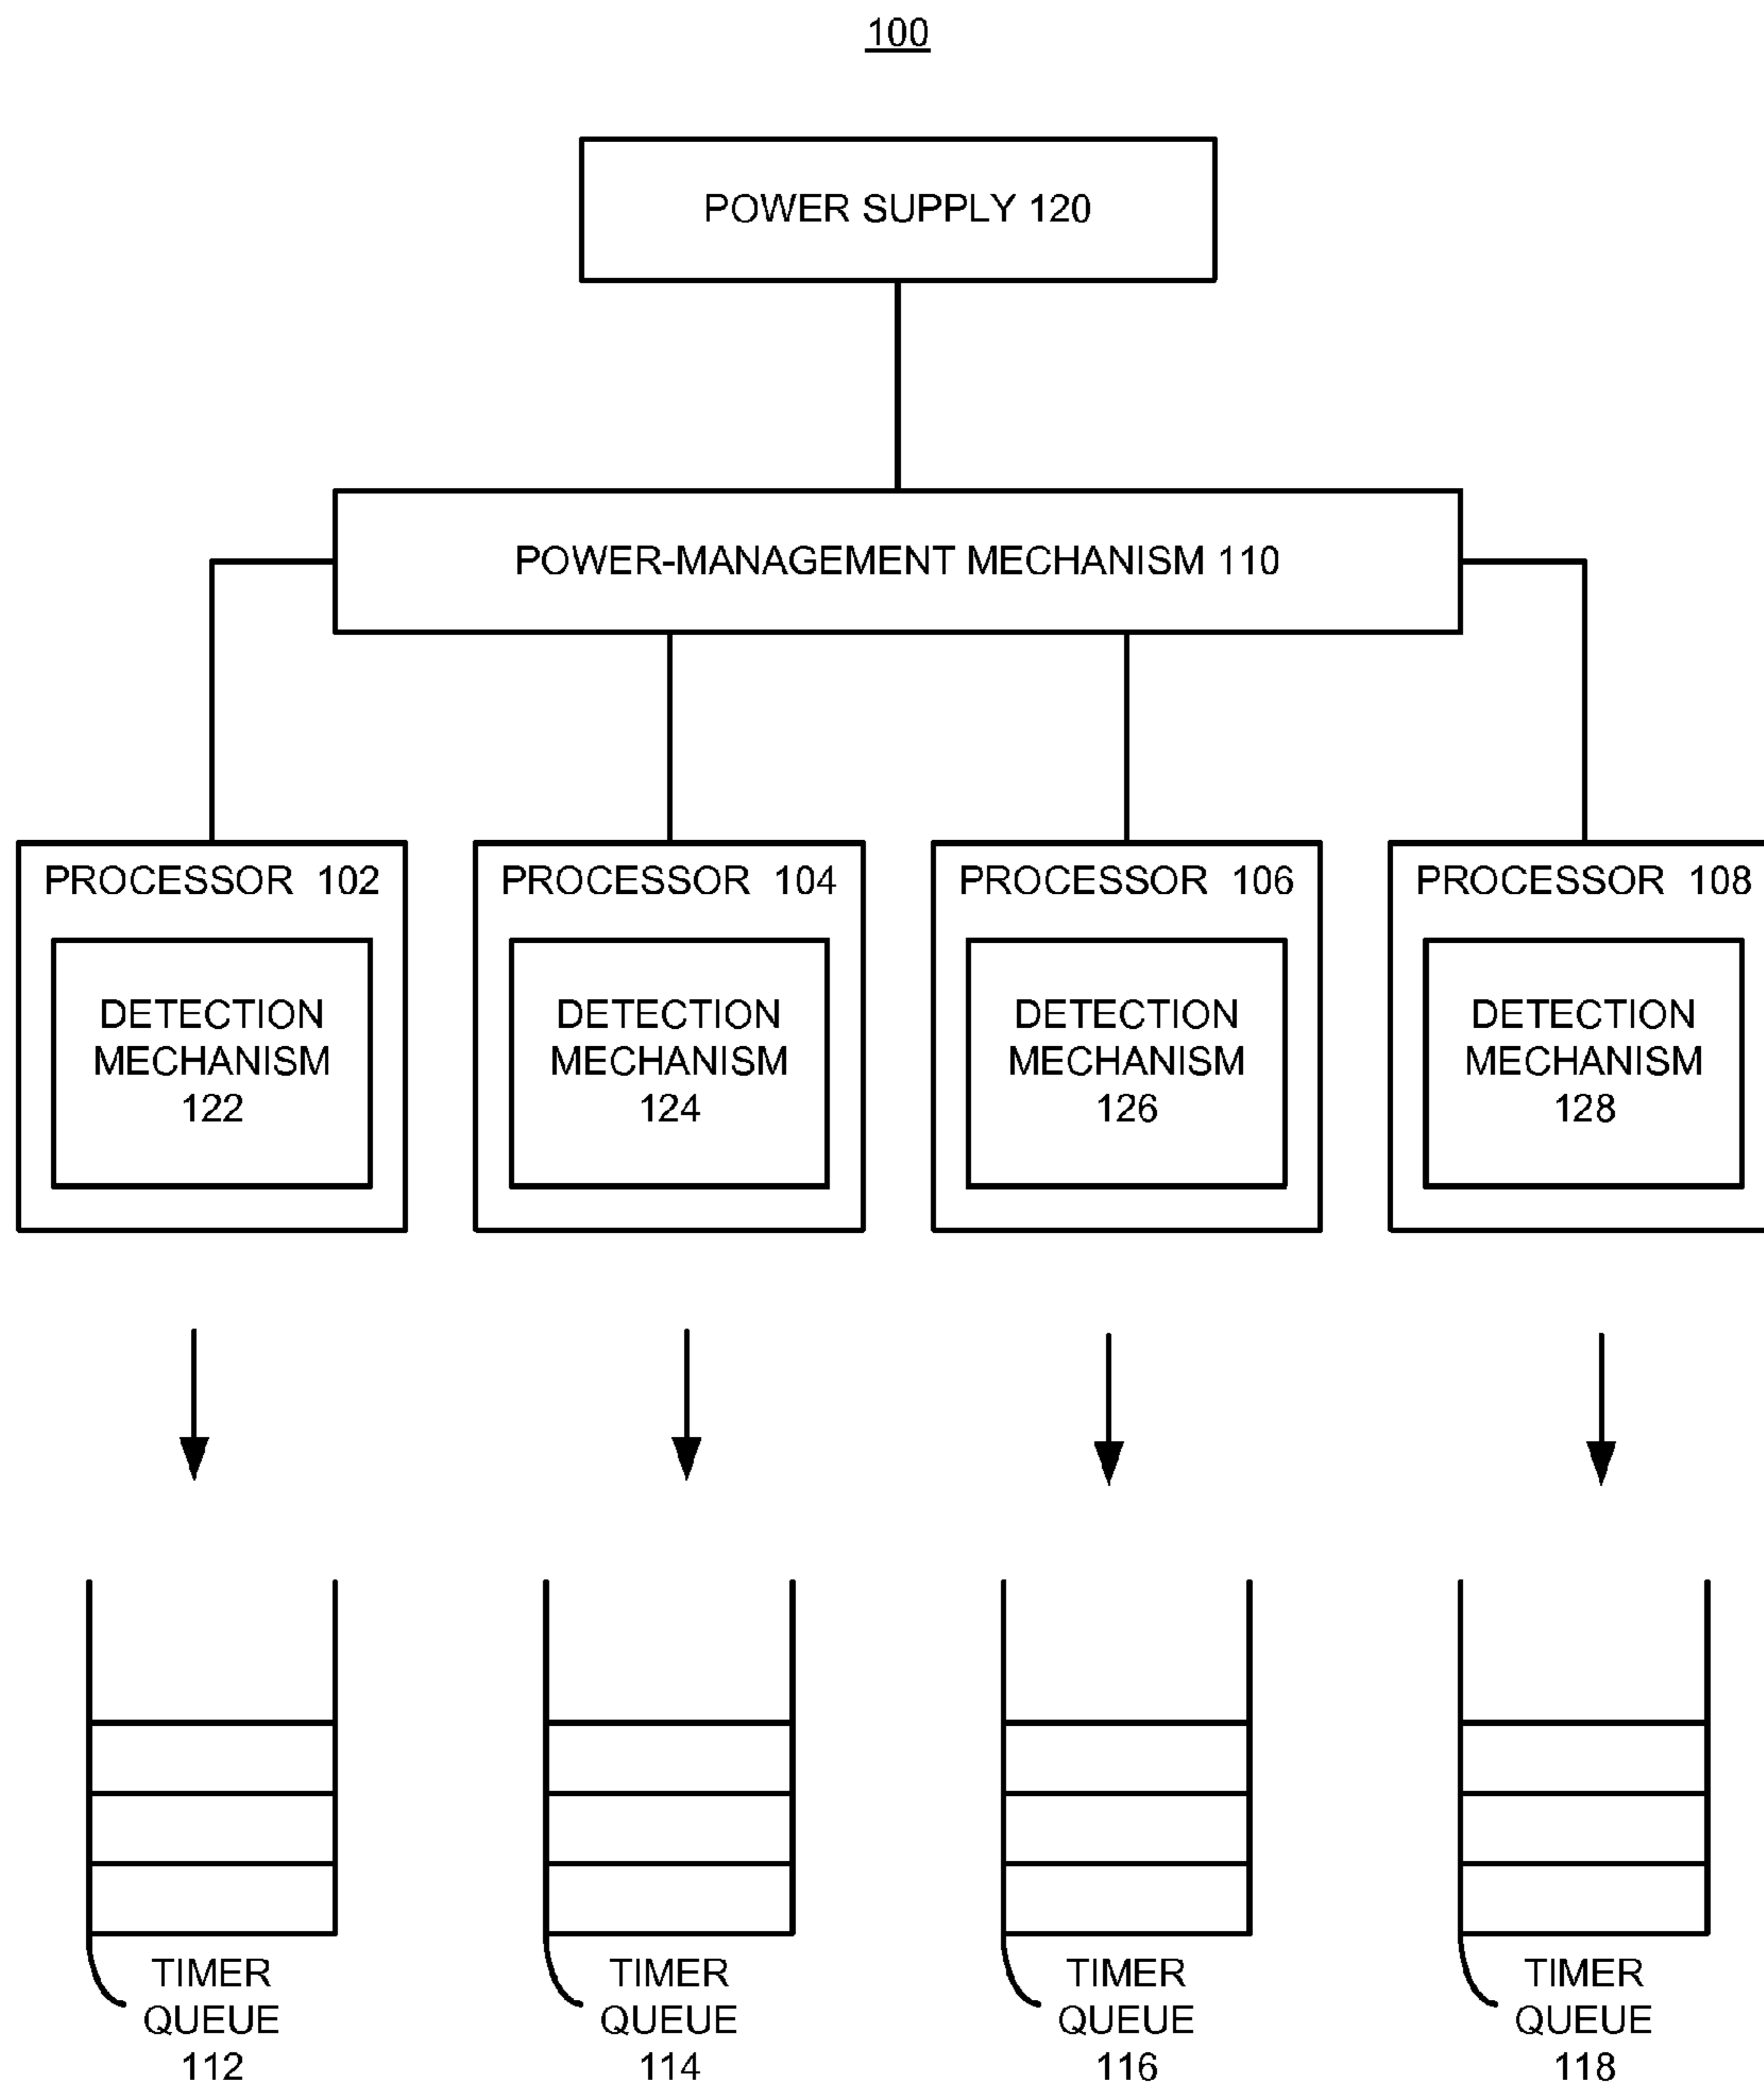 100
POWER SUPPLY 120
POWER-MANAGEMENT MECHANISM 110
PROCESSOR 102
DETECTION
MECHANISM
122
PROCESSOR 104
DETECTION
MECHANISM
124
PROCESSOR 106
DETECTION
MECHANISM
126
PROCESSOR 108
DETECTION
MECHANISM
128
TIMER
QUEUE
112
TIMER
QUEUE
114
TIMER
QUEUE
116
TIMER
QUEUE
118